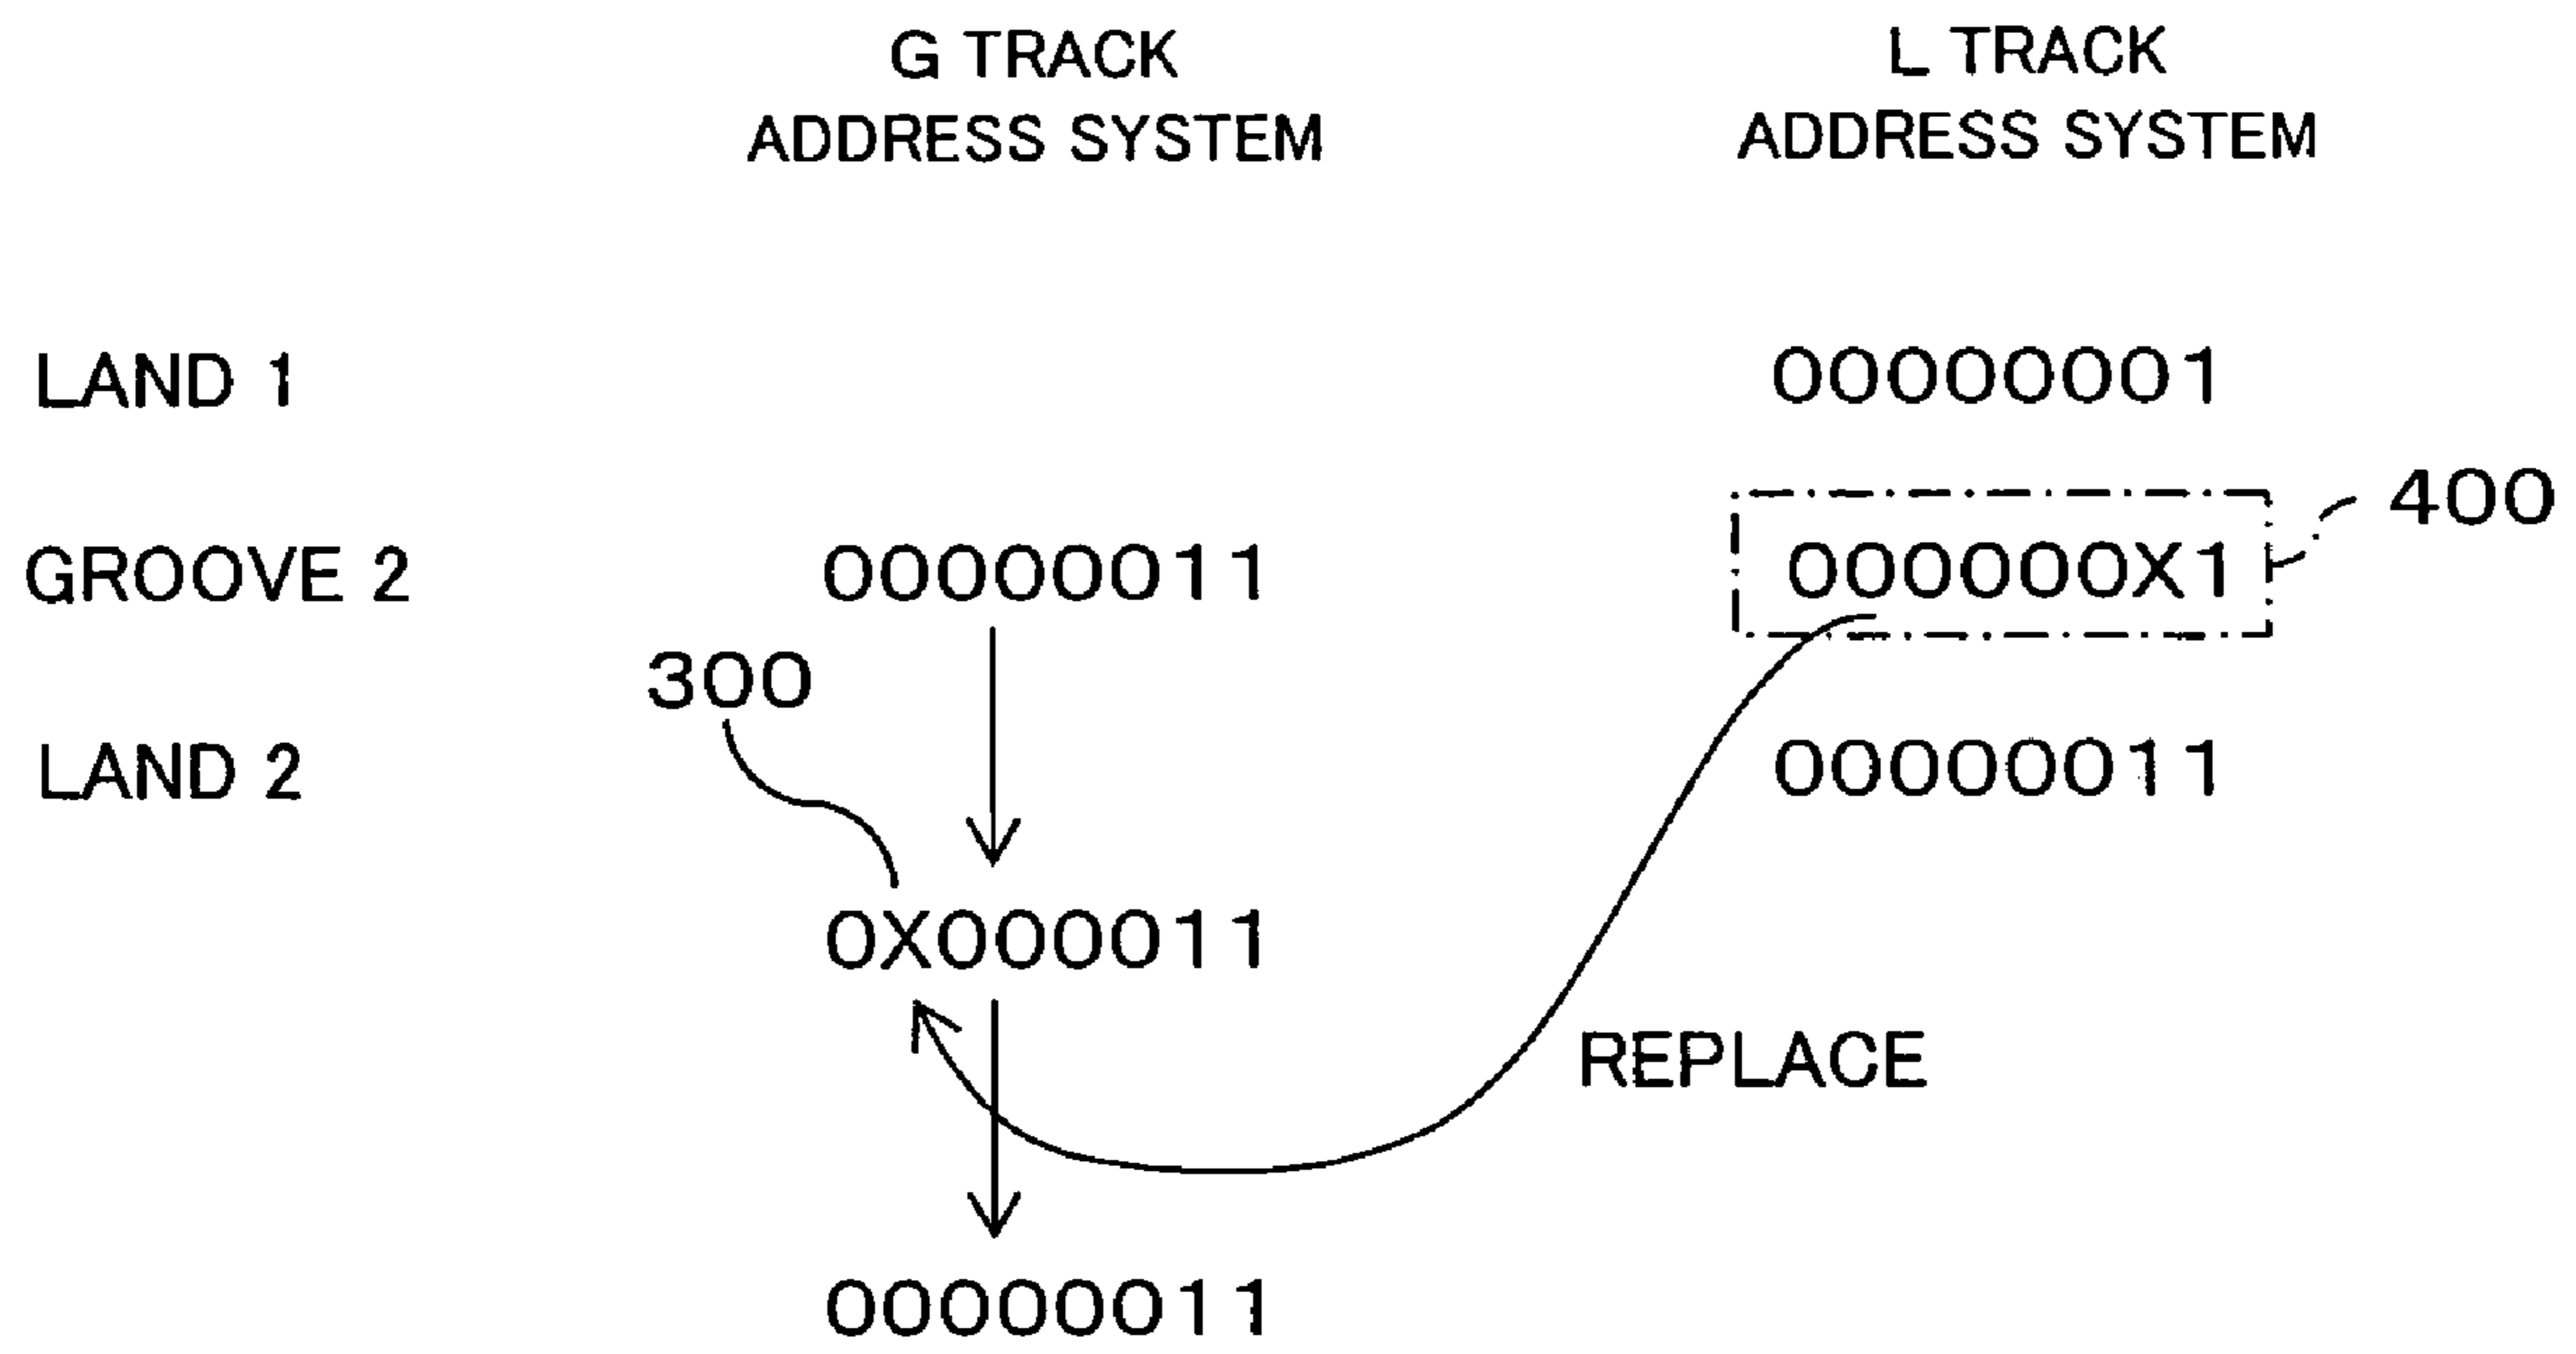 G TRACK
ADDRESS SYSTEM
L TRACK
ADDRESS SYSTEM
LAND 1
00000001
GROOVE 2
00000011
000000X1
400
300
LAND 2
00000011
0X000011
REPLACE
00000011